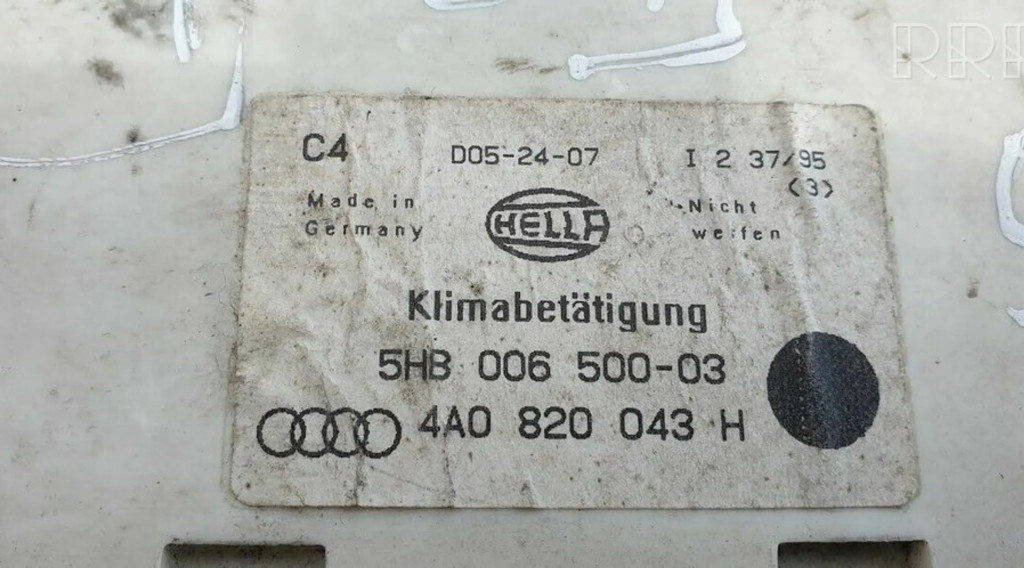 C4 D05-24-07 I 2 37/95
(3)
Made in
Germany
HELLA
Nicht
werfen
Klimabetätigung
5HB 006 500-03
4A0 820 043 H